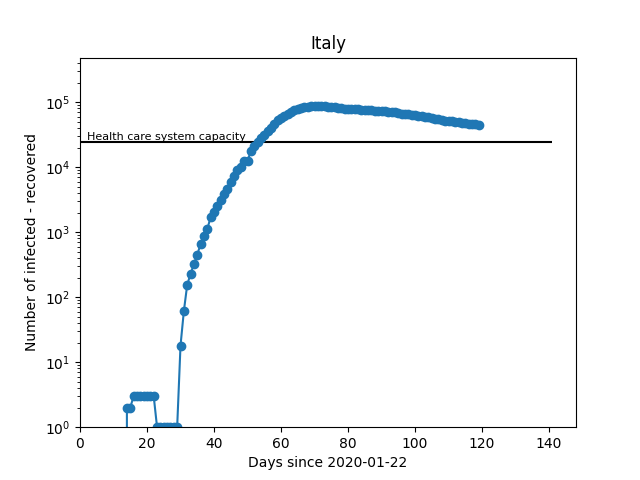 Italy
Number of infected - recovered
10⁵
10⁴
10³
10²
10¹
10⁰
Health care system capacity
0 20 40 60 80 100 120 140
Days since 2020-01-22